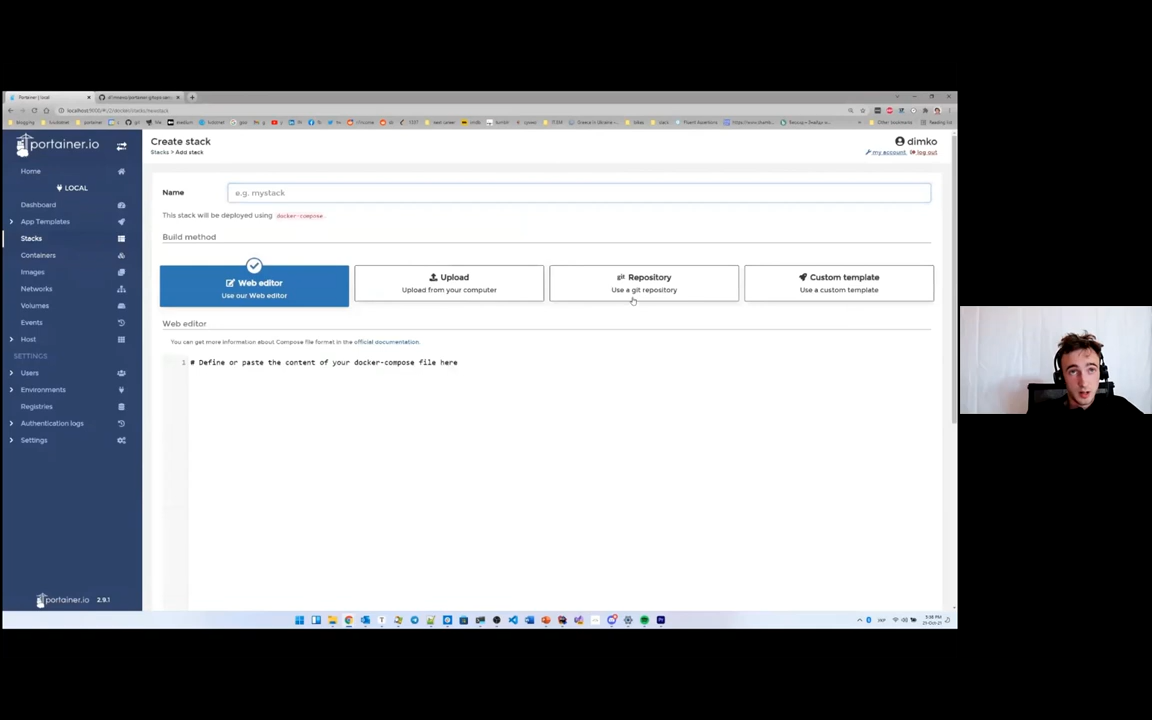 Portainer | local
portainer.io
Home
LOCAL
Dashboard
App Templates
Stacks
Containers
Images
Networks
Volumes
Events
Host
SETTINGS
Users
Environments
Registries
Authentication logs
Settings
portainer.io 2.9.1
Create stack
Stacks > Add stack
dimko
my account log out
Name
e.g. mystack
This stack will be deployed using docker-compose.
Build method
Web editor
Use our Web editor
Upload
Upload from your computer
git Repository
Use a git repository
Custom template
Use a custom template
Web editor
You can get more information about Compose file format in the official documentation.
1 # Define or paste the content of your docker-compose file here